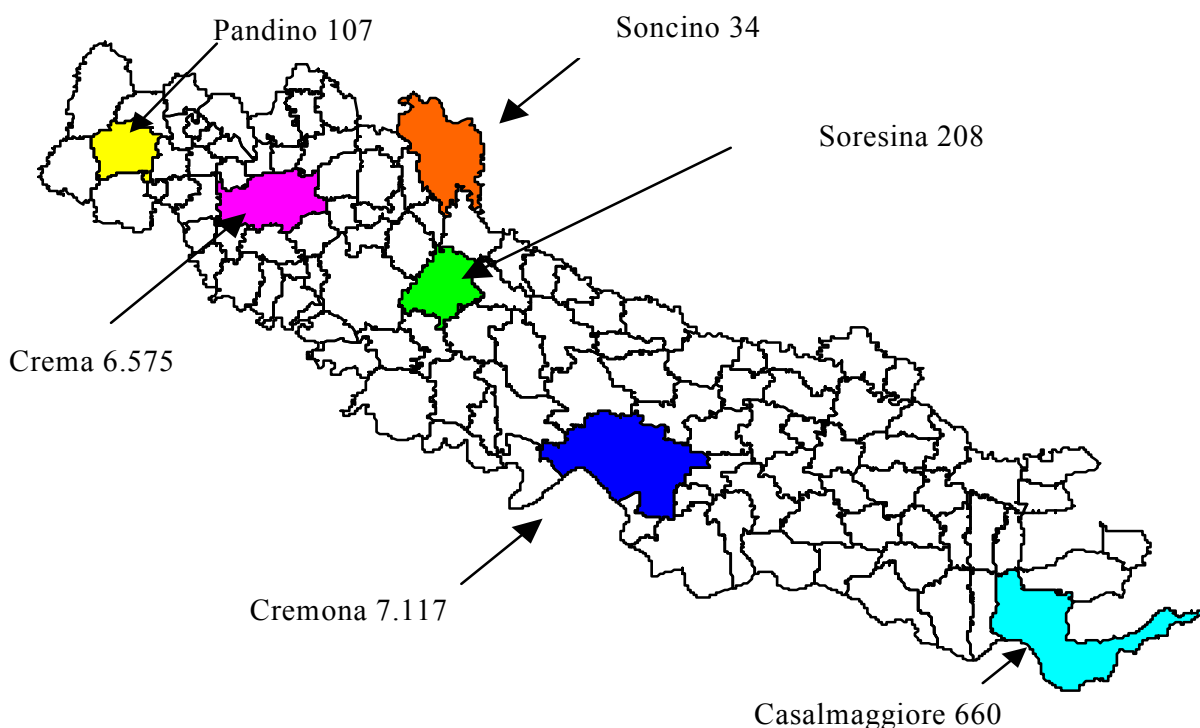 Pandino 107
Soncino 34
Soresina 208
Crema 6.575
Cremona 7.117
Casalmaggiore 660